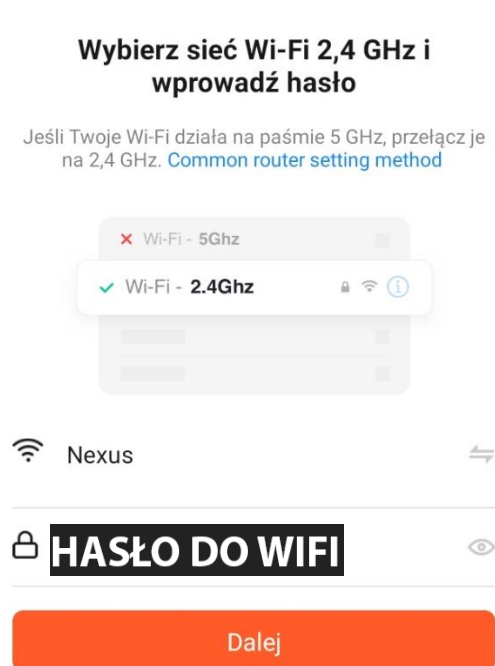 Wybierz sieć Wi-Fi 2,4 GHz i
wprowadź hasło
Jeśli Twoje Wi-Fi działa na paśmie 5 GHz, przełącz je
na 2,4 GHz. Common router setting method
Wi-Fi - 5Ghz
Wi-Fi - 2.4Ghz
Nexus
HASŁO DO WIFI
Dalej